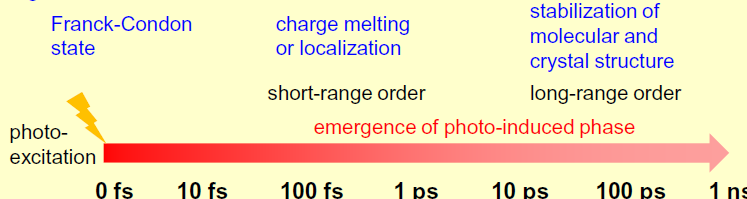 Franck-Condon
state
charge melting
or localization
stabilization of
molecular and
crystal structure
short-range order
long-range order
emergence of photo-induced phase
photo-
excitation
0 fs 10 fs 100 fs 1 ps 10 ps 100 ps 1 ns